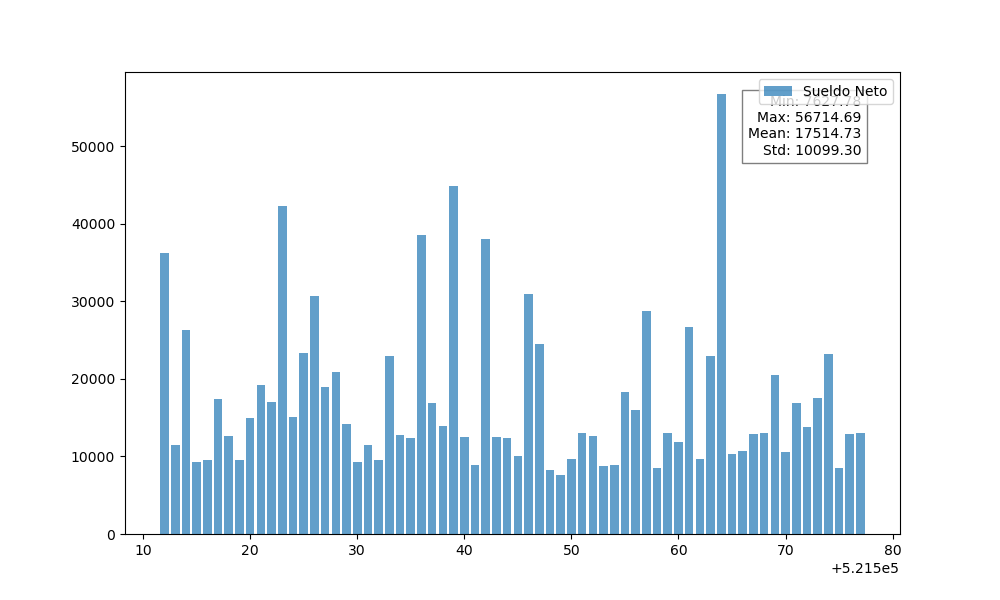 Sueldo Neto
Min: 7627.78
Max: 56714.69
Mean: 17514.73
Std: 10099.30
50000
40000
30000
20000
10000
0
10 20 30 40 50 60 70 80
+5.215e5